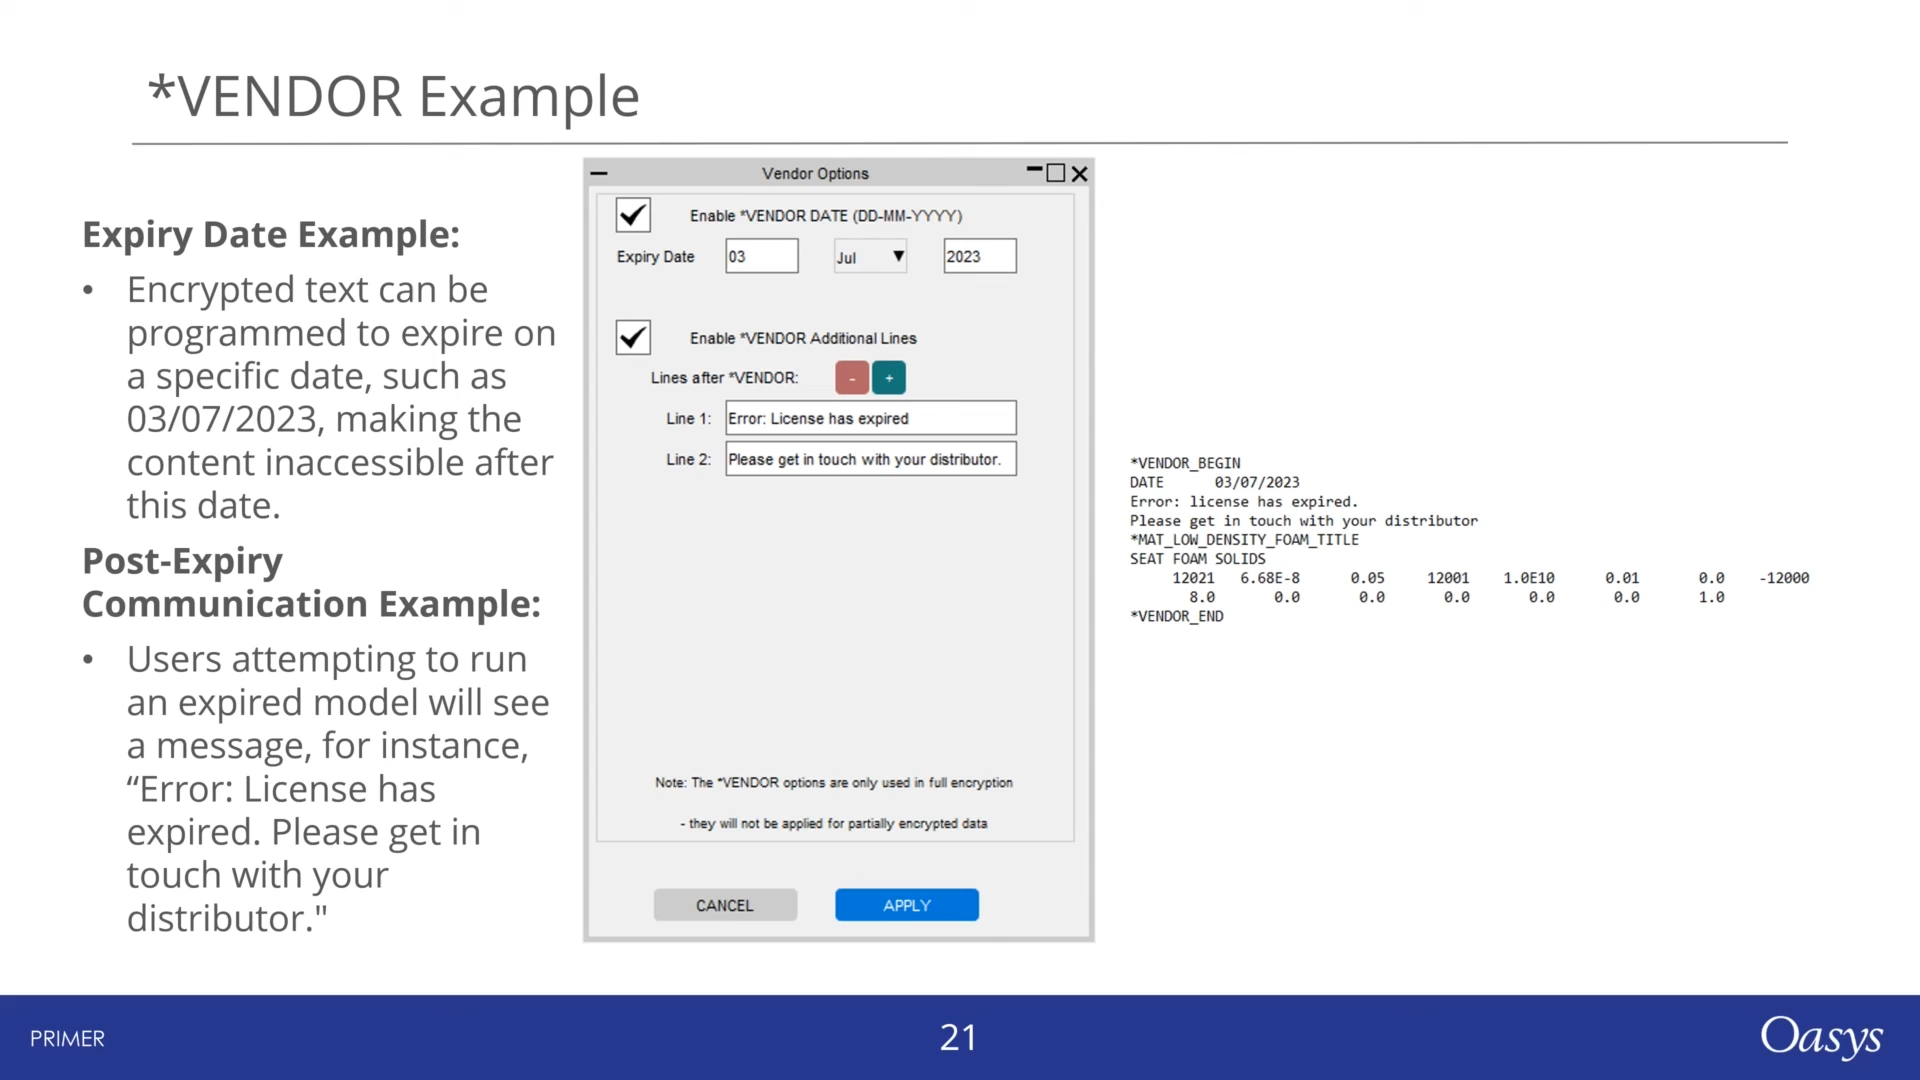 *VENDOR Example
Expiry Date Example:
• Encrypted text can be
programmed to expire on
a specific date, such as
03/07/2023, making the
content inaccessible after
this date.
Post-Expiry
Communication Example:
• Users attempting to run
an expired model will see
a message, for instance,
“Error: License has
expired. Please get in
touch with your
distributor."
Vendor Options
Enable *VENDOR DATE (DD-MM-YYYY)
Expiry Date 03 Jul 2023
Enable *VENDOR Additional Lines
Lines after *VENDOR: - +
Line 1: Error: License has expired
Line 2: Please get in touch with your distributor.
Note: The *VENDOR options are only used in full encryption
- they will not be applied for partially encrypted data
CANCEL APPLY
*VENDOR_BEGIN
DATE 03/07/2023
Error: license has expired.
Please get in touch with your distributor
*MAT_LOW_DENSITY_FOAM_TITLE
SEAT FOAM SOLIDS
12021 6.68E-8 0.05 12001 1.0E10 0.01 0.0 -12000
8.0 0.0 0.0 0.0 0.0 0.0 1.0
*VENDOR_END
PRIMER
21
Oasys